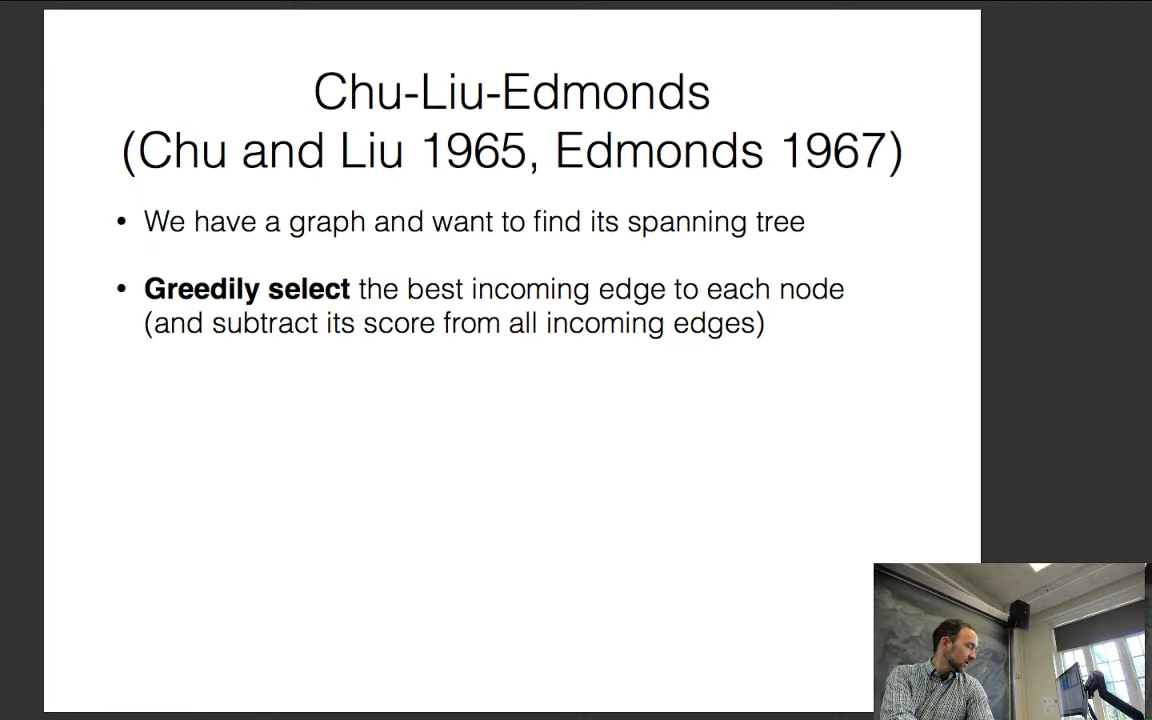 Chu-Liu-Edmonds
(Chu and Liu 1965, Edmonds 1967)
• We have a graph and want to find its spanning tree
• Greedily select the best incoming edge to each node
(and subtract its score from all incoming edges)